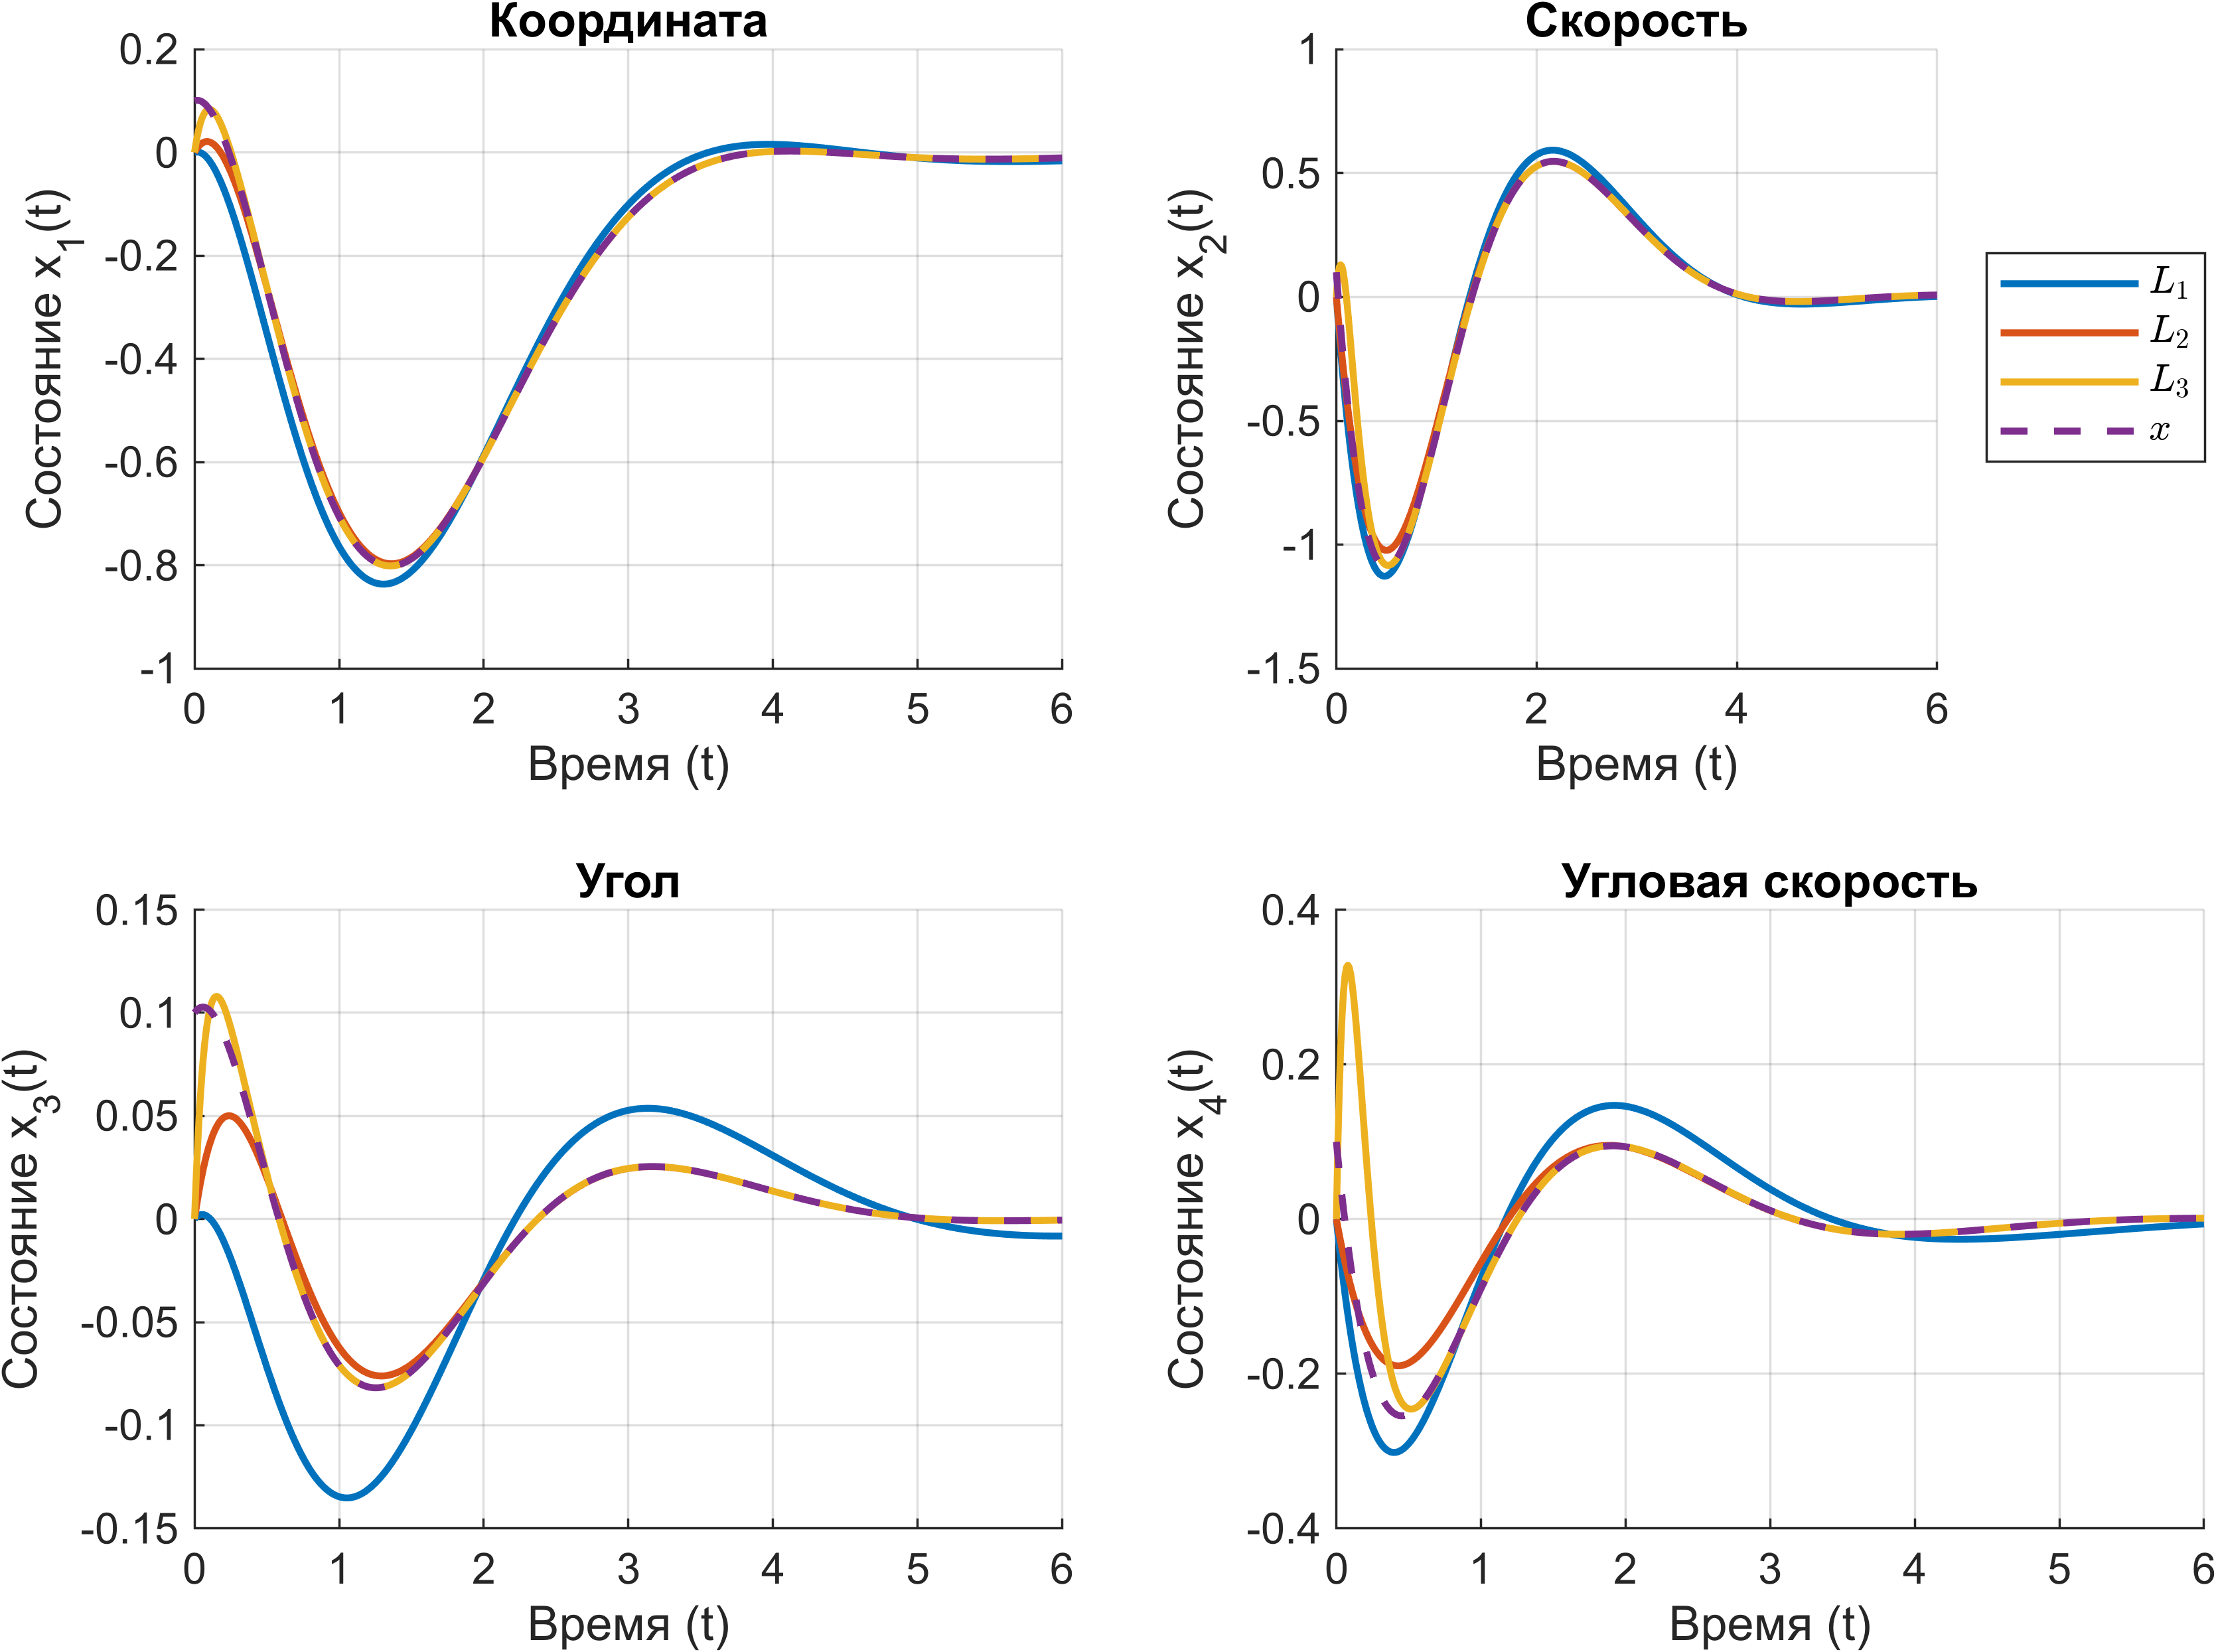 Координата
Состояние x1(t)
0.2
0
-0.2
-0.4
-0.6
-0.8
-1
0 1 2 3 4 5 6
Время (t)
Скорость
Состояние x2(t)
1
0.5
0
-0.5
-1
-1.5
0 2 4 6
Время (t)
L1
L2
L3
x
Угол
Состояние x3(t)
0.15
0.1
0.05
0
-0.05
-0.1
-0.15
0 1 2 3 4 5 6
Время (t)
Угловая скорость
Состояние x4(t)
0.4
0.2
0
-0.2
-0.4
0 1 2 3 4 5 6
Время (t)